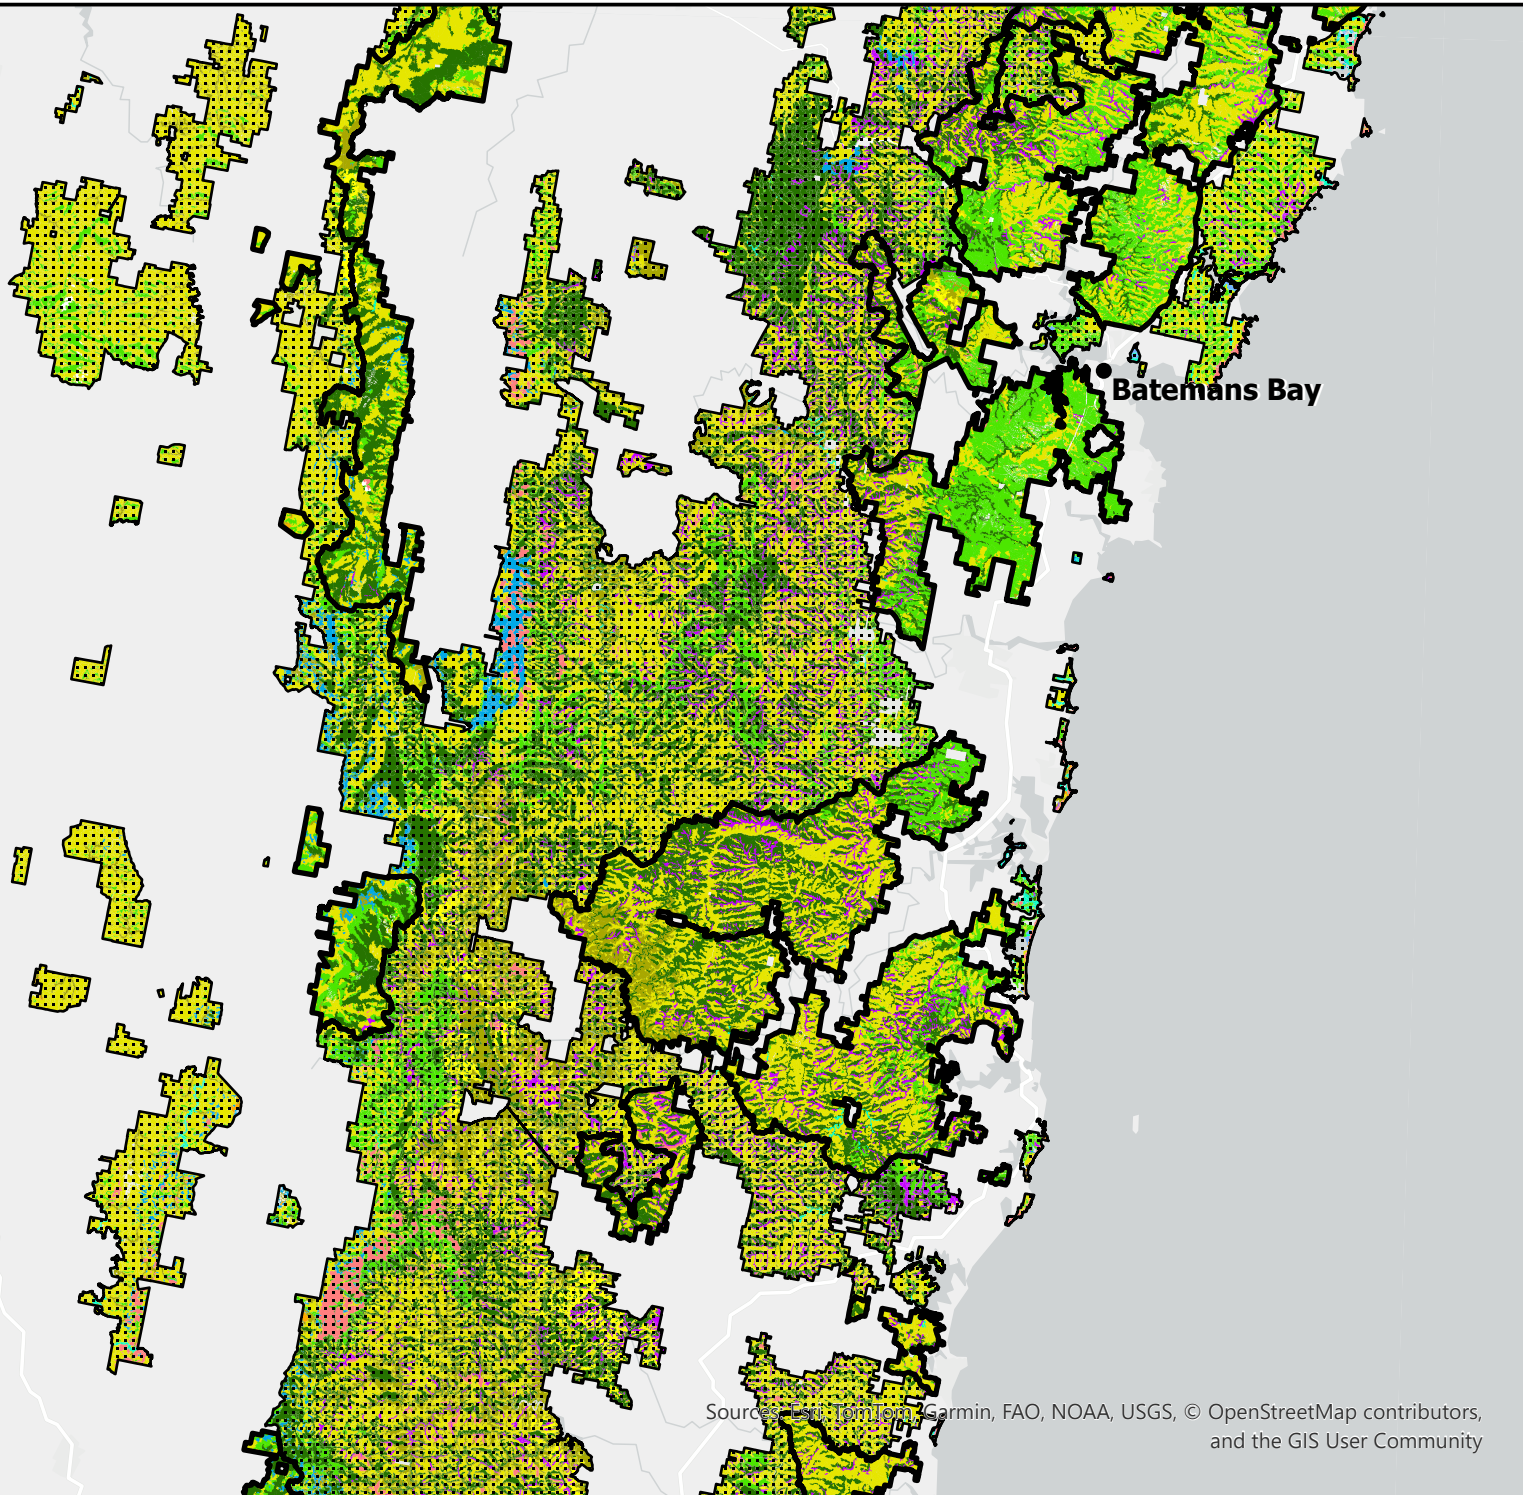 Batemans Bay
Sources: Esri, TomTom, Garmin, FAO, NOAA, USGS, © OpenStreetMap contributors,
and the GIS User Community